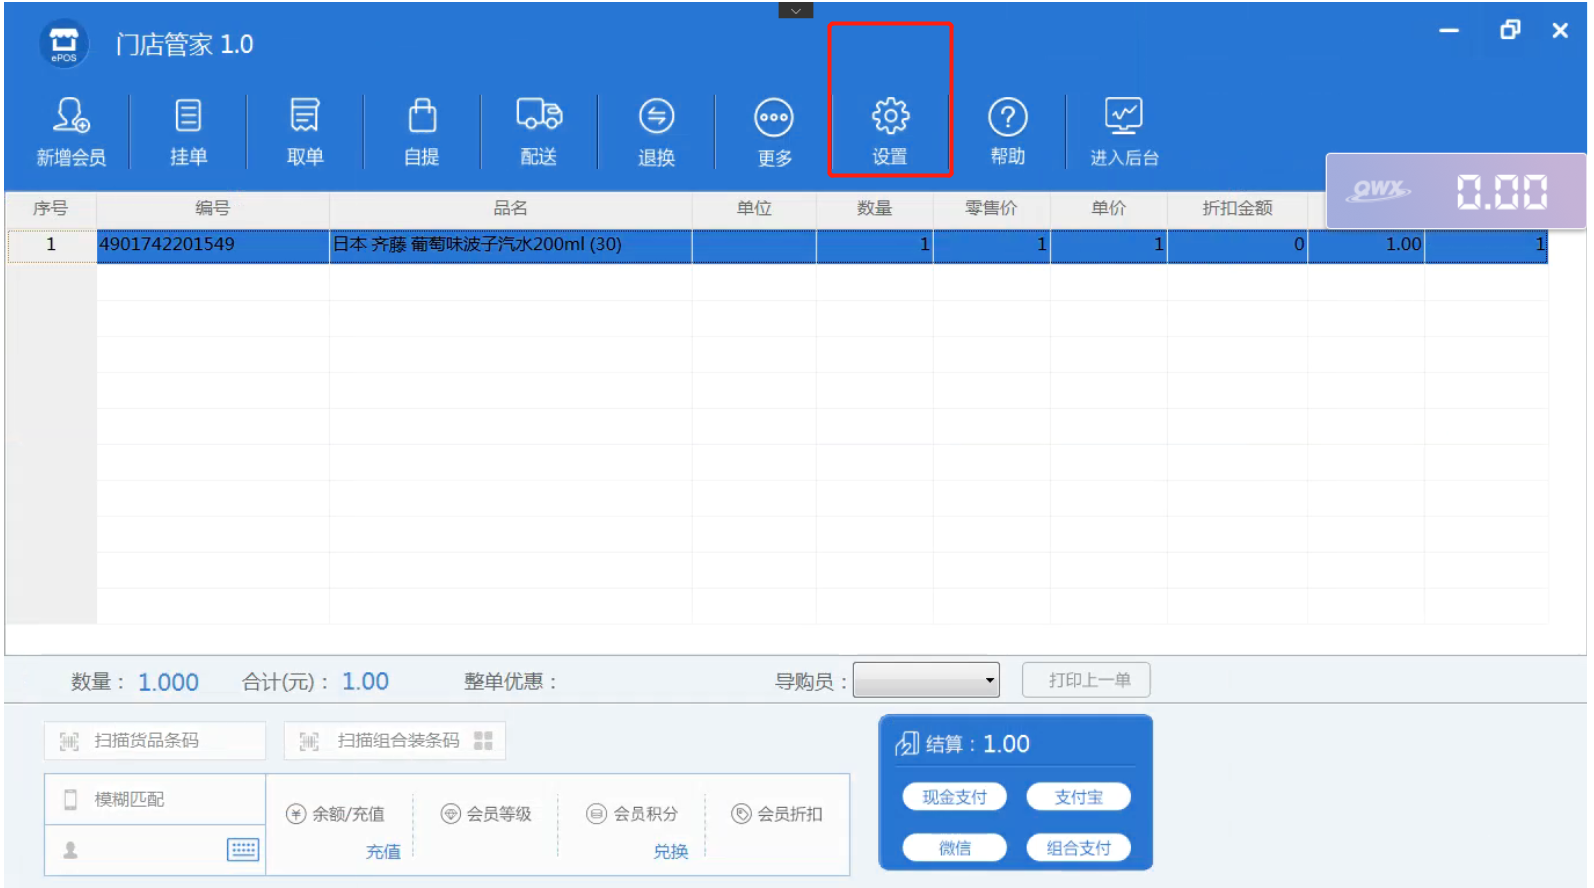 门店管家 1.0
ePOS
新增会员 挂单 取单 自提 配送 退换 更多 设置 帮助 进入后台
QWX 0.00
序号 编号 品名 单位 数量 零售价 单价 折扣金额
1 4901742201549 日本 齐藤 葡萄味波子汽水200ml (30) 1 1 1 0 1.00 1
数量： 1.000 合计(元)： 1.00 整单优惠： 导购员： 打印上一单
扫描货品条码 扫描组合装条码
结算：1.00
模糊匹配
余额/充值 会员等级 会员积分 会员折扣
现金支付 支付宝
充值 兑换
微信 组合支付